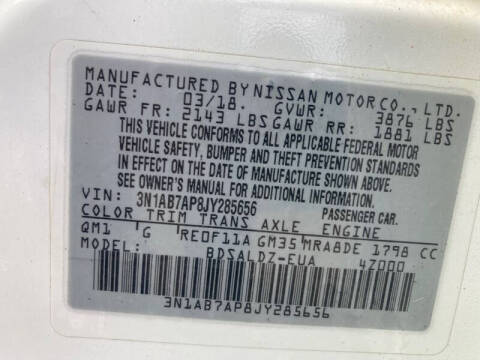 MANUFACTURED BY NISSAN MOTOR CO., LTD.
DATE: 03/18. GVWR: 3876 LBS
GAWR FR: 2143 LBS GAWR RR: 1881 LBS
THIS VEHICLE CONFORMS TO ALL APPLICABLE FEDERAL MOTOR
VEHICLE SAFETY, BUMPER AND THEFT PREVENTION STANDARDS
IN EFFECT ON THE DATE OF MANUFACTURE SHOWN ABOVE.
SEE OWNER'S MANUAL FOR ADDITIONAL INFORMATION.
VIN: 3N1AB7AP8JY285656 PASSENGER CAR.
COLOR TRIM TRANS AXLE ENGINE
QM1 G RE0F11A GM35 MRA8DE 1798 CC
BDSALDZ-EUA 4Z000
3N1AB7AP8JY285656